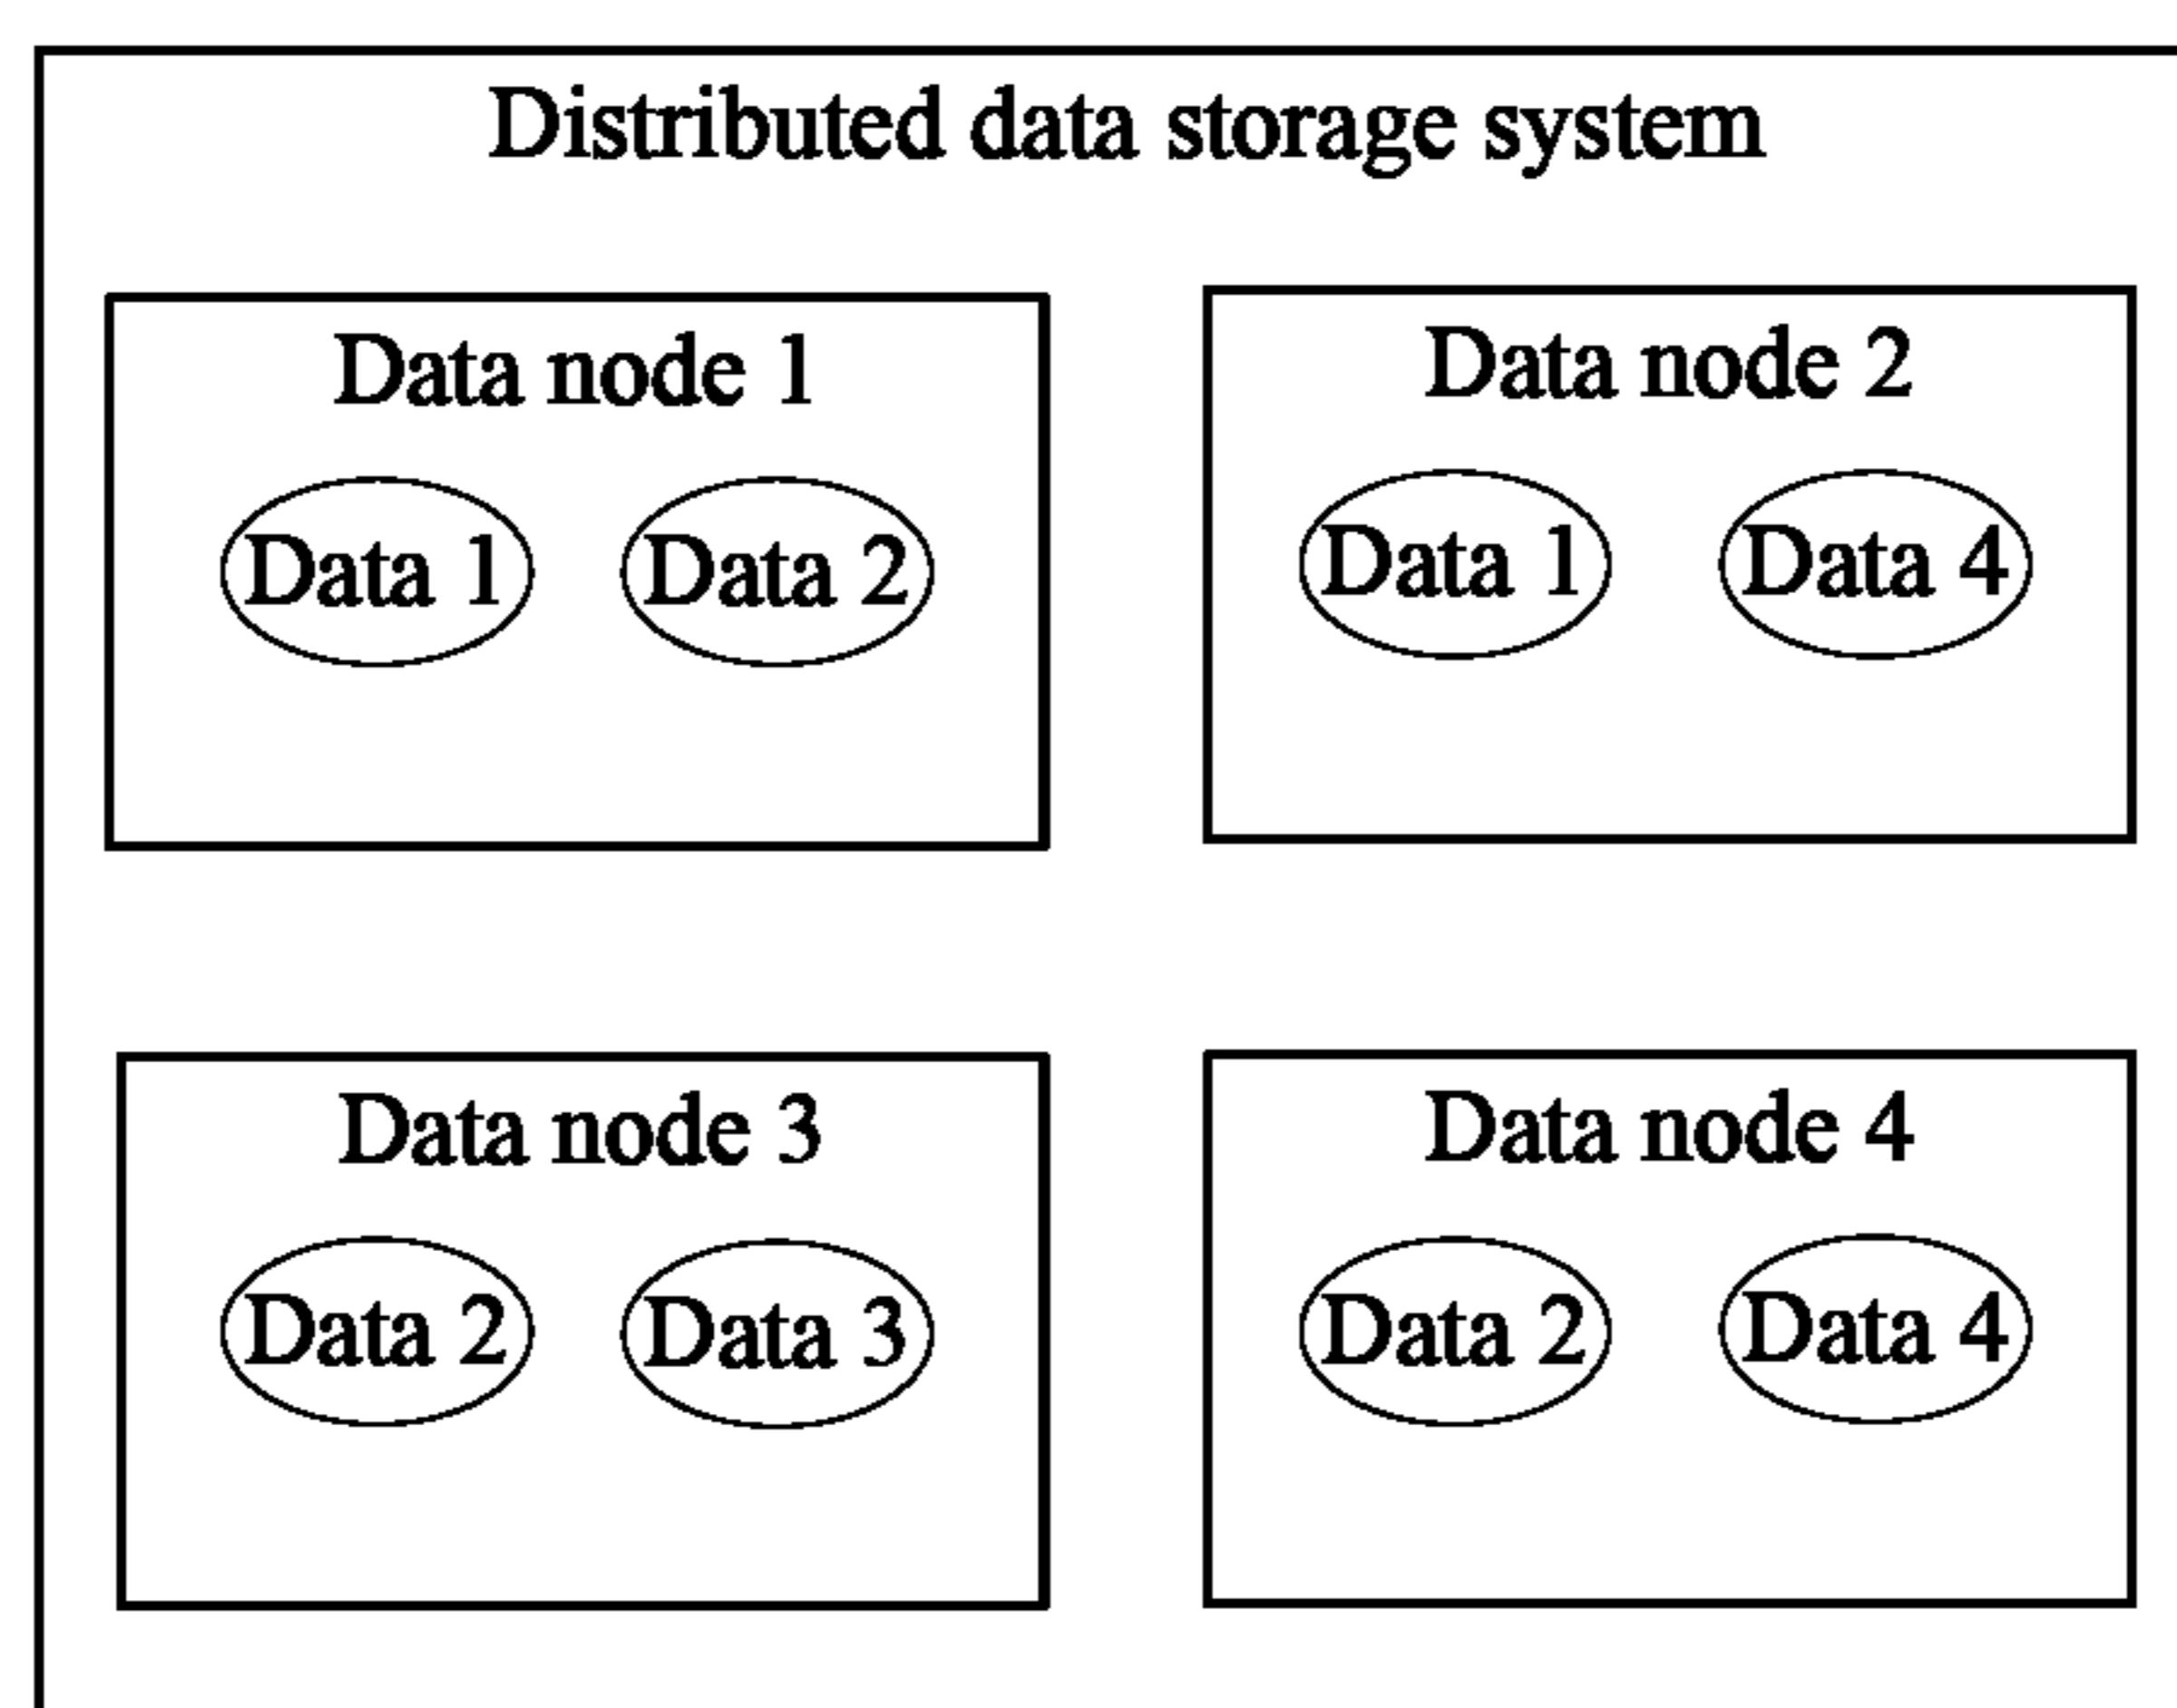 Distributed data storage system
Data node 1
Data 1 Data 2
Data node 2
Data 1 Data 4
Data node 3
Data 2 Data 3
Data node 4
Data 2 Data 4